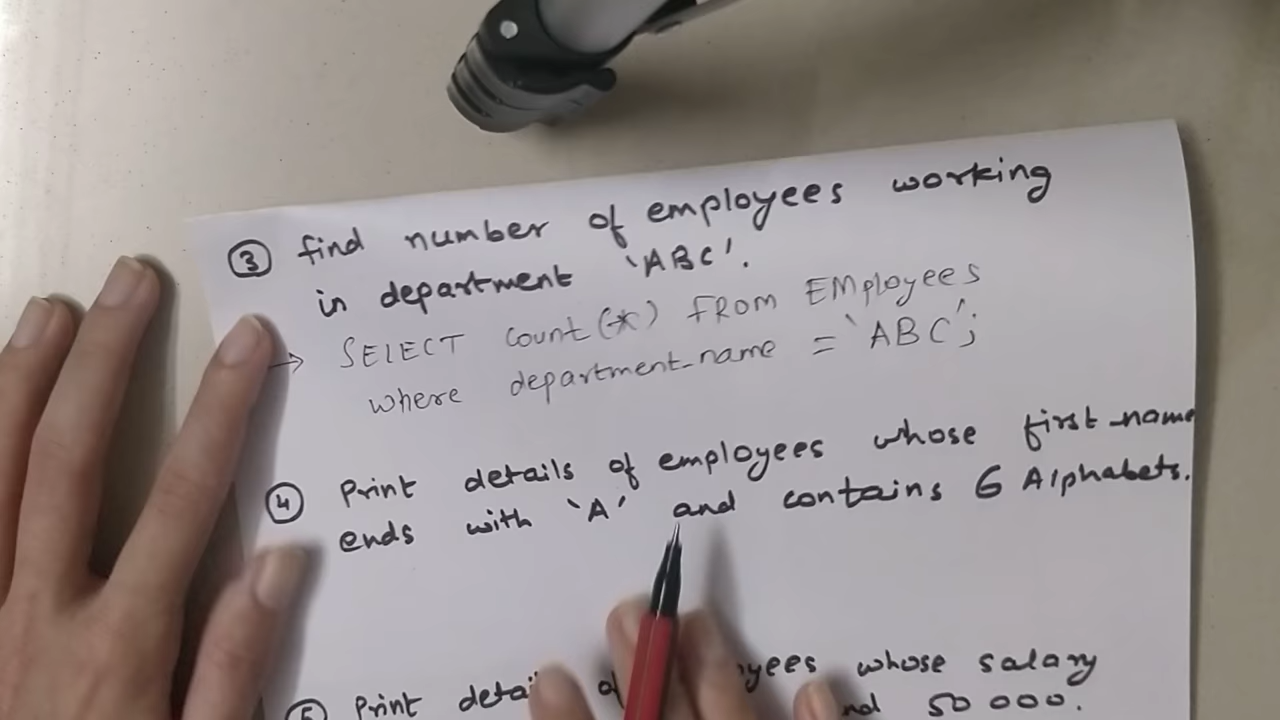 ③ find number of employees working
in department 'ABC'.
→ SELECT Count(*) FROM EMployees
where department_name = 'ABC';
④ Print details of employees whose first_name
ends with 'A' and contains 6 Alphabets.
⑤ Print whose salary
50000.